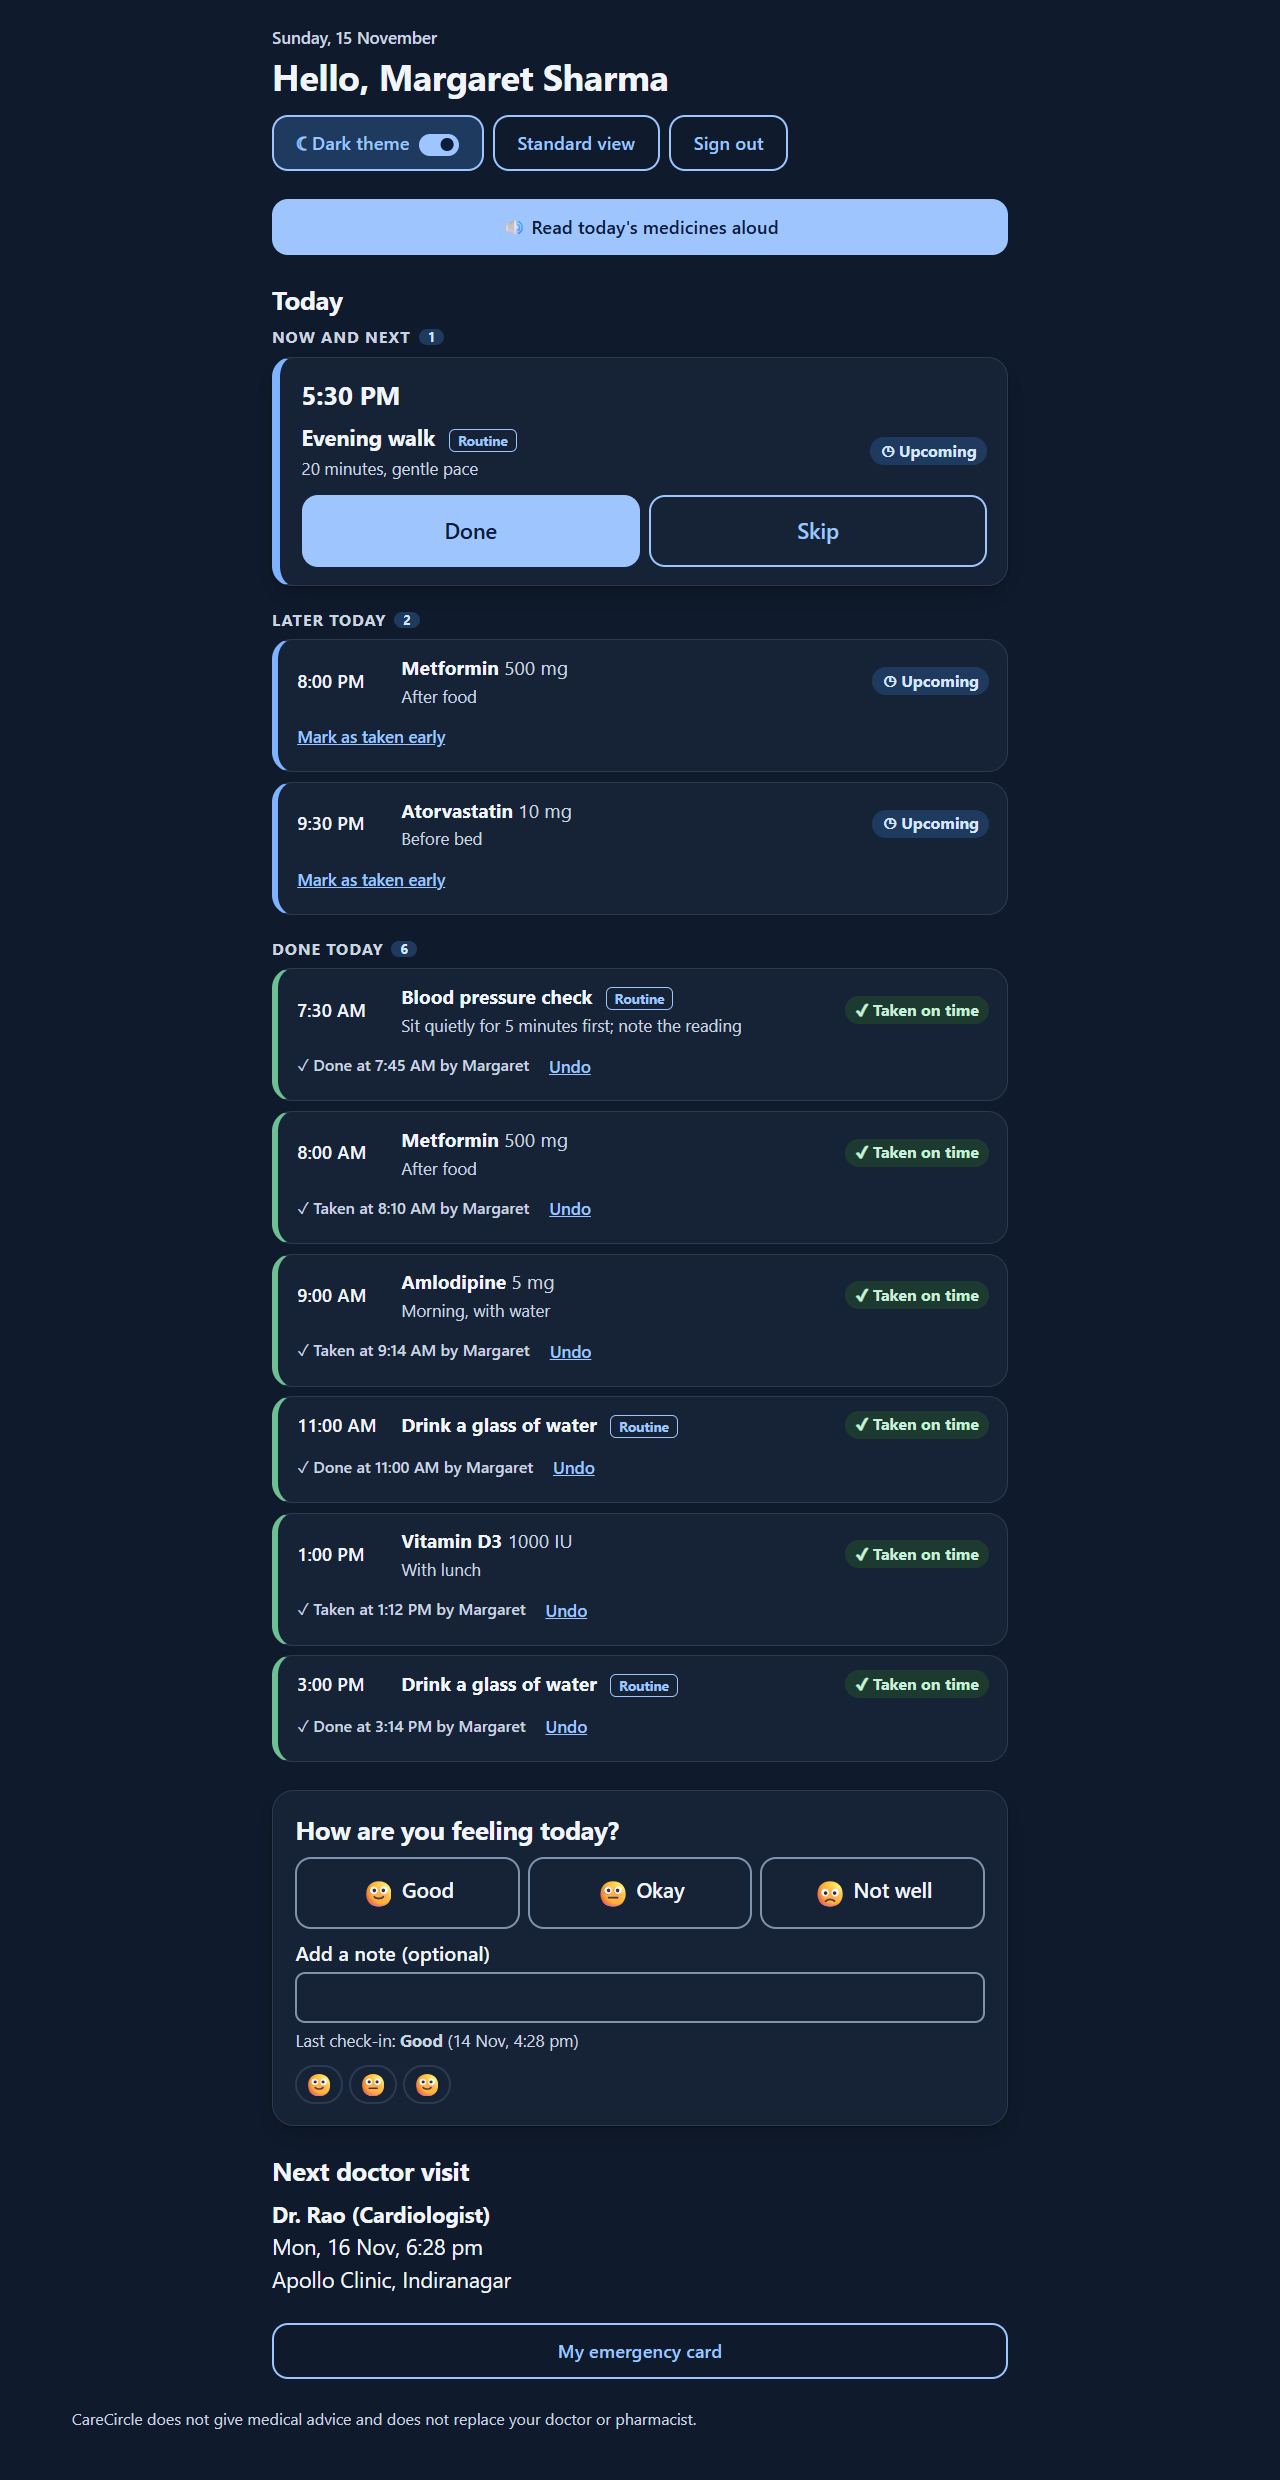 Sunday, 15 November
Hello, Margaret Sharma
Dark theme
Standard view
Sign out
Read today's medicines aloud
Today
NOW AND NEXT 1
5:30 PM
Evening walk Routine
Upcoming
20 minutes, gentle pace
Done
Skip
LATER TODAY 2
8:00 PM
Metformin 500 mg
After food
Upcoming
Mark as taken early
9:30 PM
Atorvastatin 10 mg
Before bed
Upcoming
Mark as taken early
DONE TODAY 6
7:30 AM
Blood pressure check Routine
Sit quietly for 5 minutes first; note the reading
✓ Taken on time
✓ Done at 7:45 AM by Margaret Undo
8:00 AM
Metformin 500 mg
After food
✓ Taken on time
✓ Taken at 8:10 AM by Margaret Undo
9:00 AM
Amlodipine 5 mg
Morning, with water
✓ Taken on time
✓ Taken at 9:14 AM by Margaret Undo
11:00 AM
Drink a glass of water Routine
✓ Taken on time
✓ Done at 11:00 AM by Margaret Undo
1:00 PM
Vitamin D3 1000 IU
With lunch
✓ Taken on time
✓ Taken at 1:12 PM by Margaret Undo
3:00 PM
Drink a glass of water Routine
✓ Taken on time
✓ Done at 3:14 PM by Margaret Undo
How are you feeling today?
Good
Okay
Not well
Add a note (optional)
Last check-in: Good (14 Nov, 4:28 pm)
Next doctor visit
Dr. Rao (Cardiologist)
Mon, 16 Nov, 6:28 pm
Apollo Clinic, Indiranagar
My emergency card
CareCircle does not give medical advice and does not replace your doctor or pharmacist.